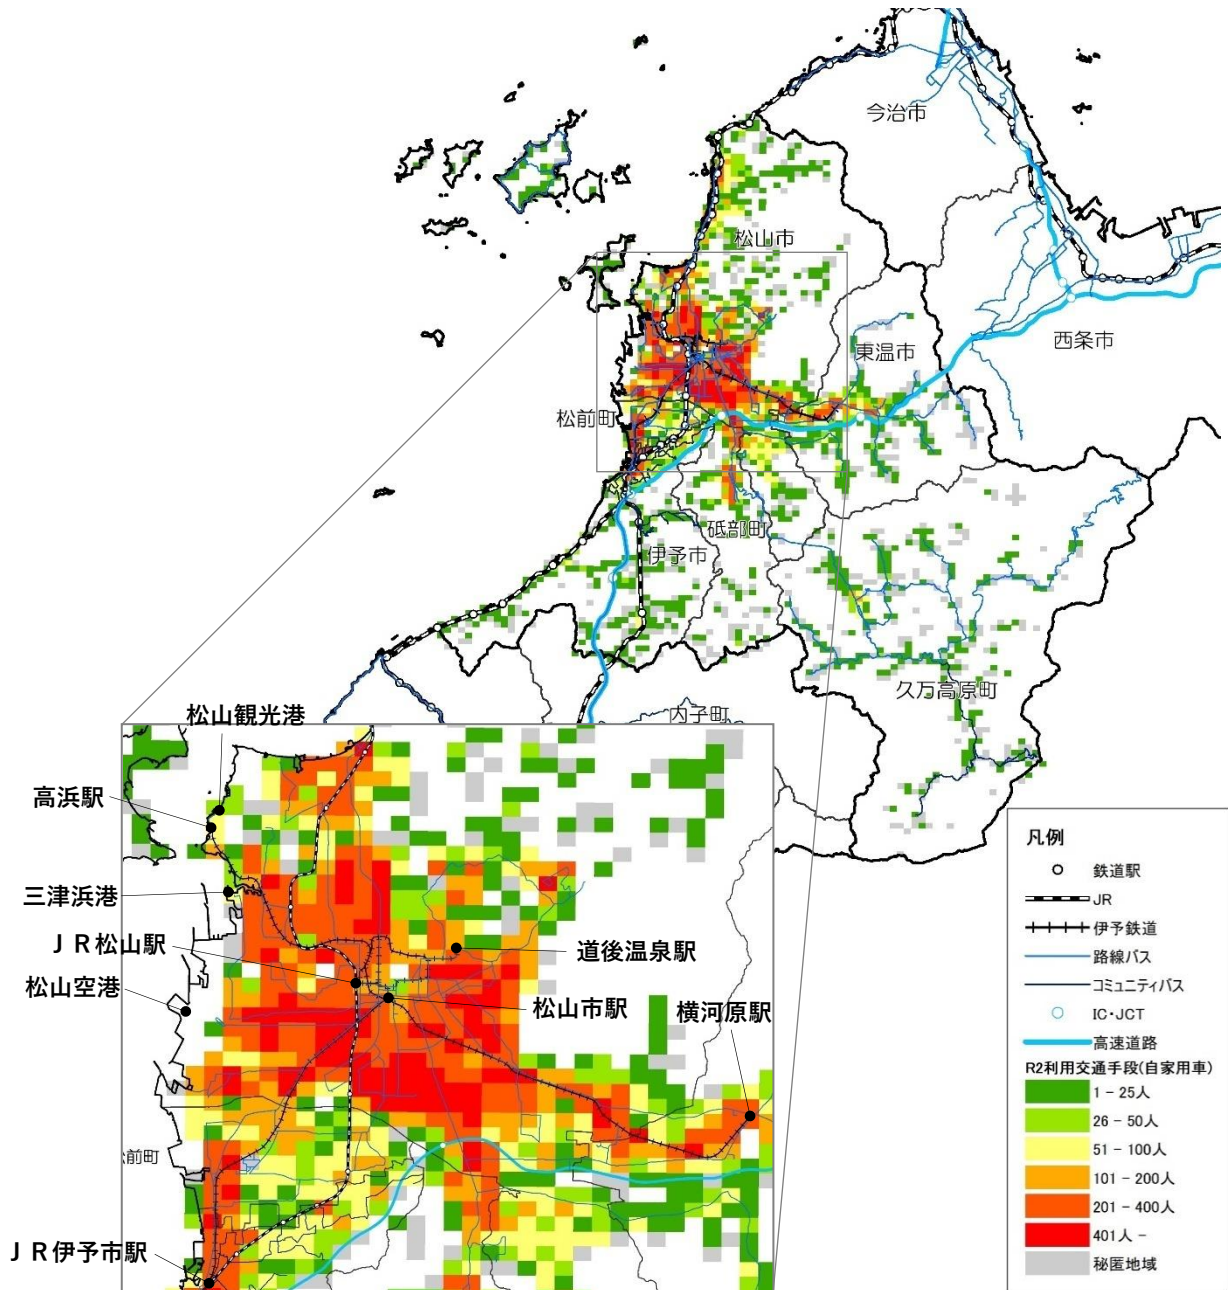 今治市
松山市
西条市
東温市
松前町
砥部町
伊予市
久万高原町
内子町
松山観光港
高浜駅
三津浜港
JR松山駅
道後温泉駅
松山空港
松山市駅
横河原駅
前町
JR伊予市駅
凡例
鉄道駅
JR
伊予鉄道
路線バス
コミュニティバス
IC・JCT
高速道路
R2利用交通手段(自家用車)
1 - 25人
26 - 50人
51 - 100人
101 - 200人
201 - 400人
401人 -
秘匿地域